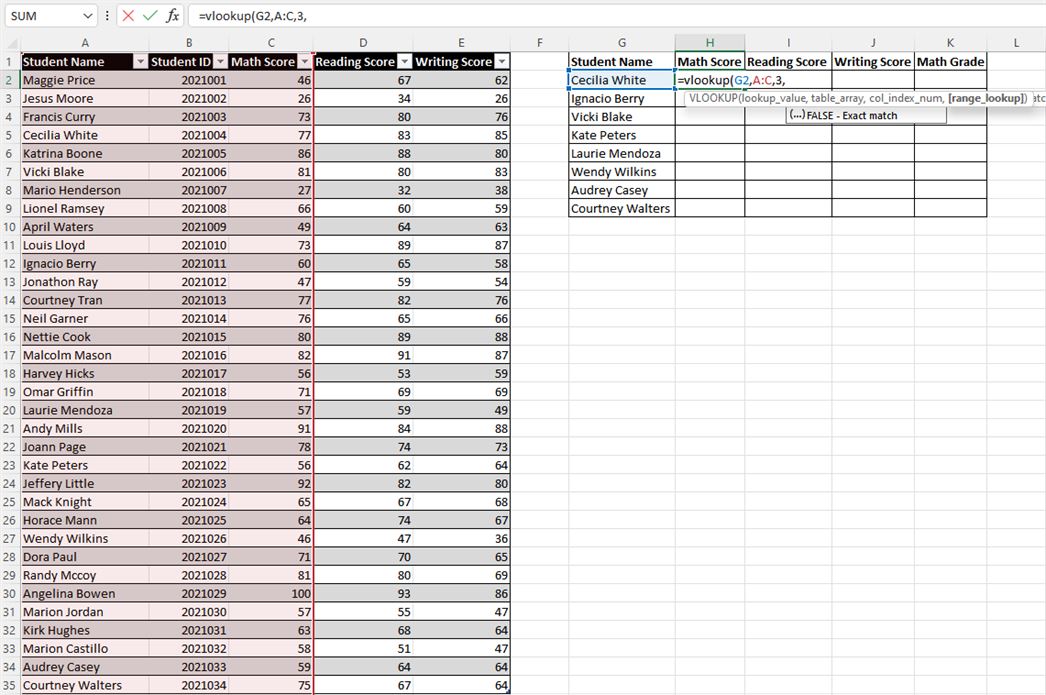 SUM =vlookup(G2,A:C,3,
A B C D E F G H I J K L
1 Student Name Student ID Math Score Reading Score Writing Score Student Name Math Score Reading Score Writing Score Math Grade
2 Maggie Price 2021001 46 67 62 Cecilia White =vlookup(G2,A:C,3,
3 Jesus Moore 2021002 26 34 26 Ignacio Berry VLOOKUP(lookup_value, table_array, col_index_num, [range_lookup])
4 Francis Curry 2021003 73 80 76 Vicki Blake (...)FALSE - Exact match
5 Cecilia White 2021004 77 83 85 Kate Peters
6 Katrina Boone 2021005 86 88 80 Laurie Mendoza
7 Vicki Blake 2021006 81 80 83 Wendy Wilkins
8 Mario Henderson 2021007 27 32 38 Audrey Casey
9 Lionel Ramsey 2021008 66 60 59 Courtney Walters
10 April Waters 2021009 49 64 63
11 Louis Lloyd 2021010 73 89 87
12 Ignacio Berry 2021011 60 65 58
13 Jonathon Ray 2021012 47 59 54
14 Courtney Tran 2021013 77 82 76
15 Neil Garner 2021014 76 65 66
16 Nettie Cook 2021015 80 89 88
17 Malcolm Mason 2021016 82 91 87
18 Harvey Hicks 2021017 56 53 59
19 Omar Griffin 2021018 71 69 69
20 Laurie Mendoza 2021019 57 59 49
21 Andy Mills 2021020 91 84 88
22 Joann Page 2021021 78 74 73
23 Kate Peters 2021022 56 62 64
24 Jeffery Little 2021023 92 82 80
25 Mack Knight 2021024 65 67 68
26 Horace Mann 2021025 64 74 67
27 Wendy Wilkins 2021026 46 47 36
28 Dora Paul 2021027 71 70 65
29 Randy Mccoy 2021028 81 80 69
30 Angelina Bowen 2021029 100 93 86
31 Marion Jordan 2021030 57 55 47
32 Kirk Hughes 2021031 63 68 64
33 Marion Castillo 2021032 58 51 47
34 Audrey Casey 2021033 59 64 64
35 Courtney Walters 2021034 75 67 64